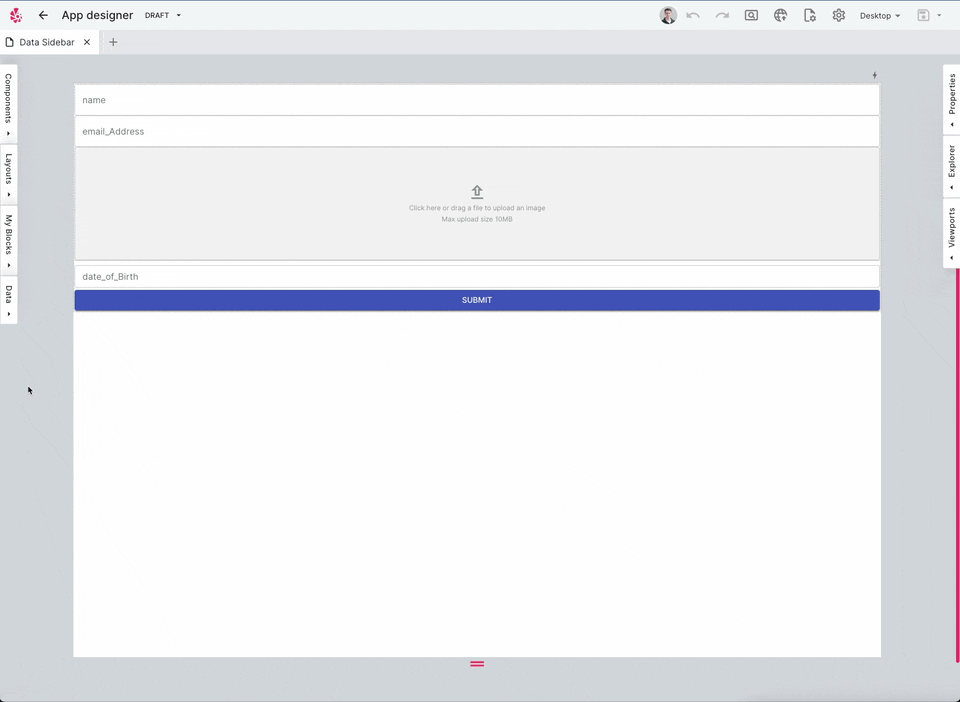 App designer
DRAFT
Desktop
Data Sidebar
Components
Layouts
My Blocks
Data
name
email_Address
Click here or drag a file to upload an image
Max upload size 10MB
date_of_Birth
SUBMIT
Properties
Explorer
Viewports